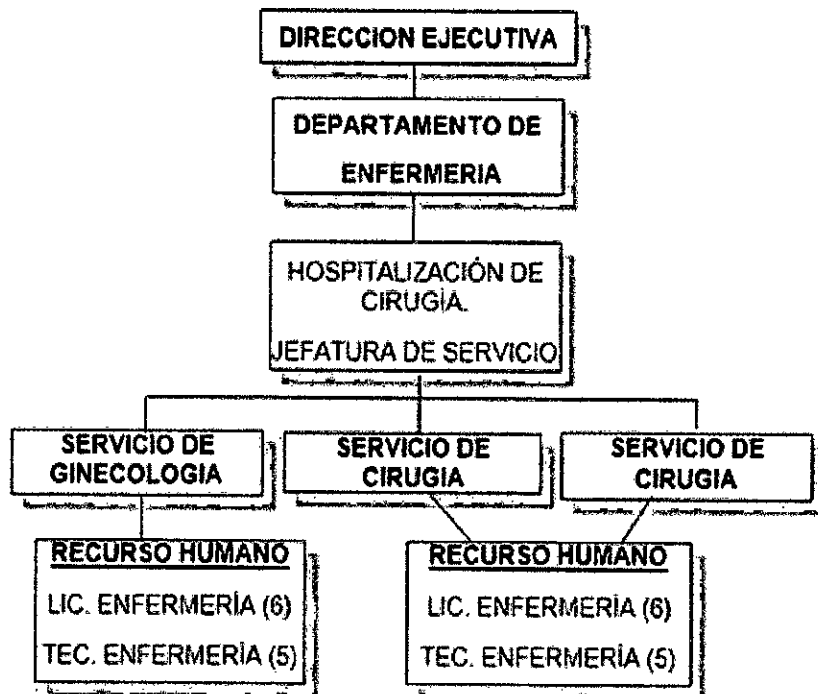 DIRECCION EJECUTIVA
DEPARTAMENTO DE
ENFERMERIA
HOSPITALIZACIÓN DE
CIRUGÍA.
JEFATURA DE SERVICIO
SERVICIO DE
GINECOLOGIA
SERVICIO DE
CIRUGIA
SERVICIO DE
CIRUGIA
RECURSO HUMANO
LIC. ENFERMERÍA (6)
TEC. ENFERMERÍA (5)
RECURSO HUMANO
LIC. ENFERMERÍA (6)
TEC. ENFERMERÍA (5)